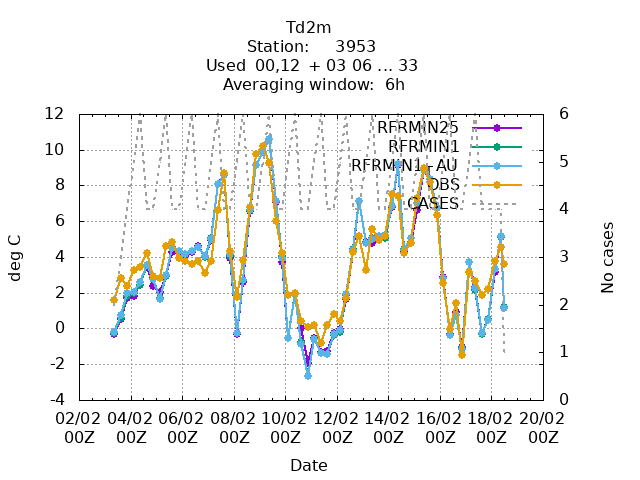 Td2m
Station: 3953
Used 00,12 + 03 06 ... 33
Averaging window: 6h
12
10
8
6
4
2
0
-2
-4
deg C
6
5
4
3
2
1
0
No cases
RFRMIN25
RFRMIN1
RFRMIN1+AU
OBS
CASES
02/02 04/02 06/02 08/02 10/02 12/02 14/02 16/02 18/02 20/02
00Z 00Z 00Z 00Z 00Z 00Z 00Z 00Z 00Z 00Z
Date